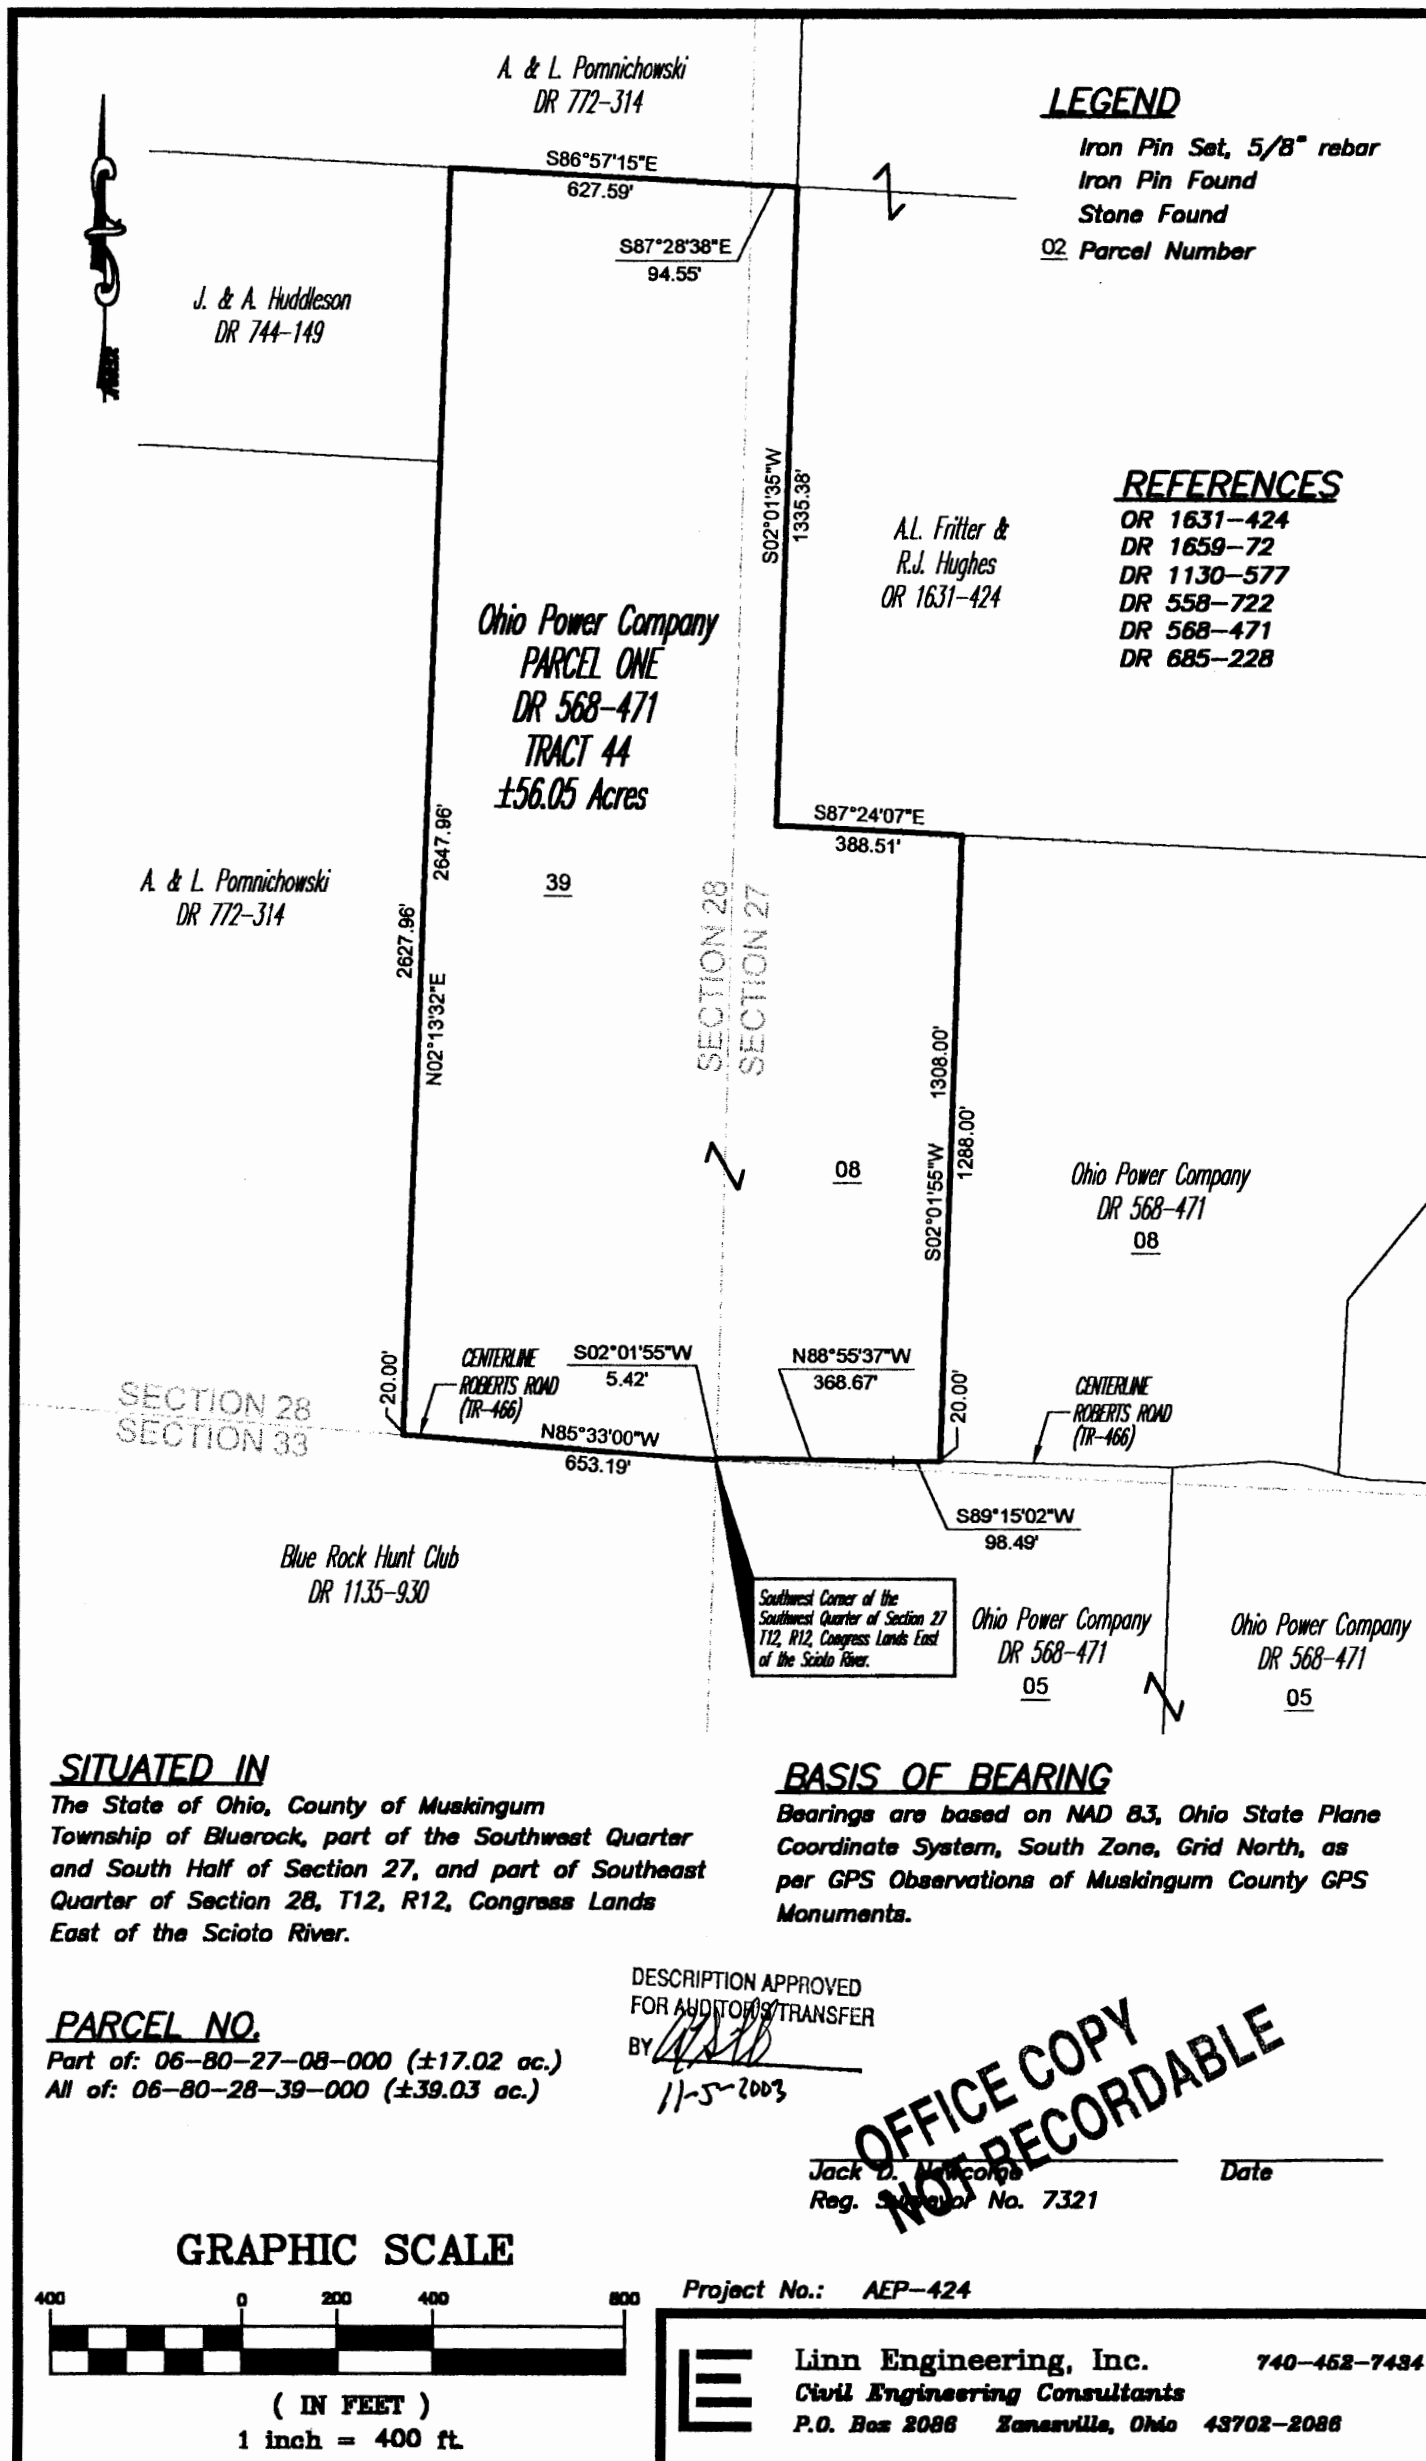 A. & L. Pomnichowski
DR 772-314
LEGEND
Iron Pin Set, 5/8" rebar
Iron Pin Found
Stone Found
02 Parcel Number
S86°57'15"E
627.59'
S87°28'38"E
94.55'
J. & A. Huddleson
DR 744-149
S02°01'35"W
1335.38'
A.L. Fritter &
R.J. Hughes
OR 1631-424
REFERENCES
OR 1631-424
DR 1659-72
DR 1130-577
DR 558-722
DR 568-471
DR 685-228
Ohio Power Company
PARCEL ONE
DR 568-471
TRACT 44
±56.05 Acres
S87°24'07"E
388.51'
A. & L. Pomnichowski
DR 772-314
39
2647.96'
2627.96'
N02°13'32"E
SECTION 28
SECTION 27
1308.00'
1288.00'
S02°01'55"W
08
Ohio Power Company
DR 568-471
08
20.00'
CENTERLINE
ROBERTS ROAD
(TR-466)
S02°01'55"W
5.42'
N88°55'37"W
368.67'
20.00'
CENTERLINE
ROBERTS ROAD
(TR-466)
SECTION 28
SECTION 33
N85°33'00"W
653.19'
S89°15'02"W
98.49'
Blue Rock Hunt Club
DR 1135-930
Southwest Corner of the
Southwest Quarter of Section 27
T12, R12, Congress Lands East
of the Scioto River.
Ohio Power Company
DR 568-471
05
Ohio Power Company
DR 568-471
05
SITUATED IN
The State of Ohio, County of Muskingum
Township of Bluerock, part of the Southwest Quarter
and South Half of Section 27, and part of Southeast
Quarter of Section 28, T12, R12, Congress Lands
East of the Scioto River.
BASIS OF BEARING
Bearings are based on NAD 83, Ohio State Plane
Coordinate System, South Zone, Grid North, as
per GPS Observations of Muskingum County GPS
Monuments.
PARCEL NO.
Part of: 06-80-27-08-000 (±17.02 ac.)
All of: 06-80-28-39-000 (±39.03 ac.)
DESCRIPTION APPROVED
FOR AUDITOR'S TRANSFER
BY
11-5-2003
OFFICE COPY
NOT RECORDABLE
Jack D. Newcome
Date
Reg. Surveyor No. 7321
GRAPHIC SCALE
400 0 200 400 800
( IN FEET )
1 inch = 400 ft.
Project No.: AEP-424
Linn Engineering, Inc. 740-452-7434
Civil Engineering Consultants
P.O. Box 2086 Zanesville, Ohio 43702-2086